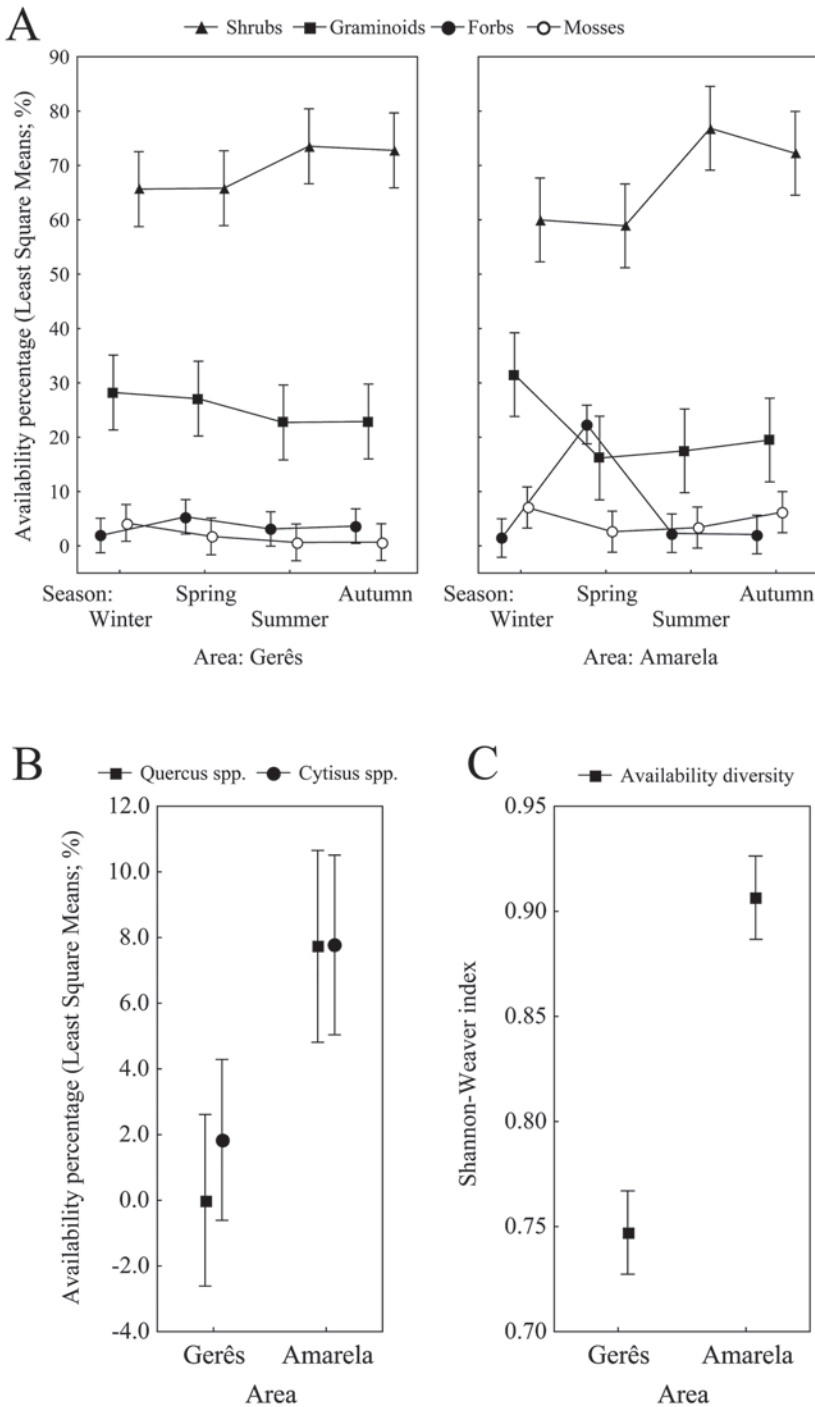 A
Shrubs Graminoids Forbs Mosses
Availability percentage (Least Square Means; %)
90
80
70
60
50
40
30
20
10
0
Season: Winter Spring Summer Autumn
Area: Gerês
Winter Spring Summer Autumn
Area: Amarela
B
Quercus spp. Cytisus spp.
Availability percentage (Least Square Means; %)
12.0
10.0
8.0
6.0
4.0
2.0
0.0
-2.0
-4.0
Gerês Amarela
Area
C
Availability diversity
Shannon-Weaver index
0.95
0.90
0.85
0.80
0.75
0.70
Gerês Amarela
Area